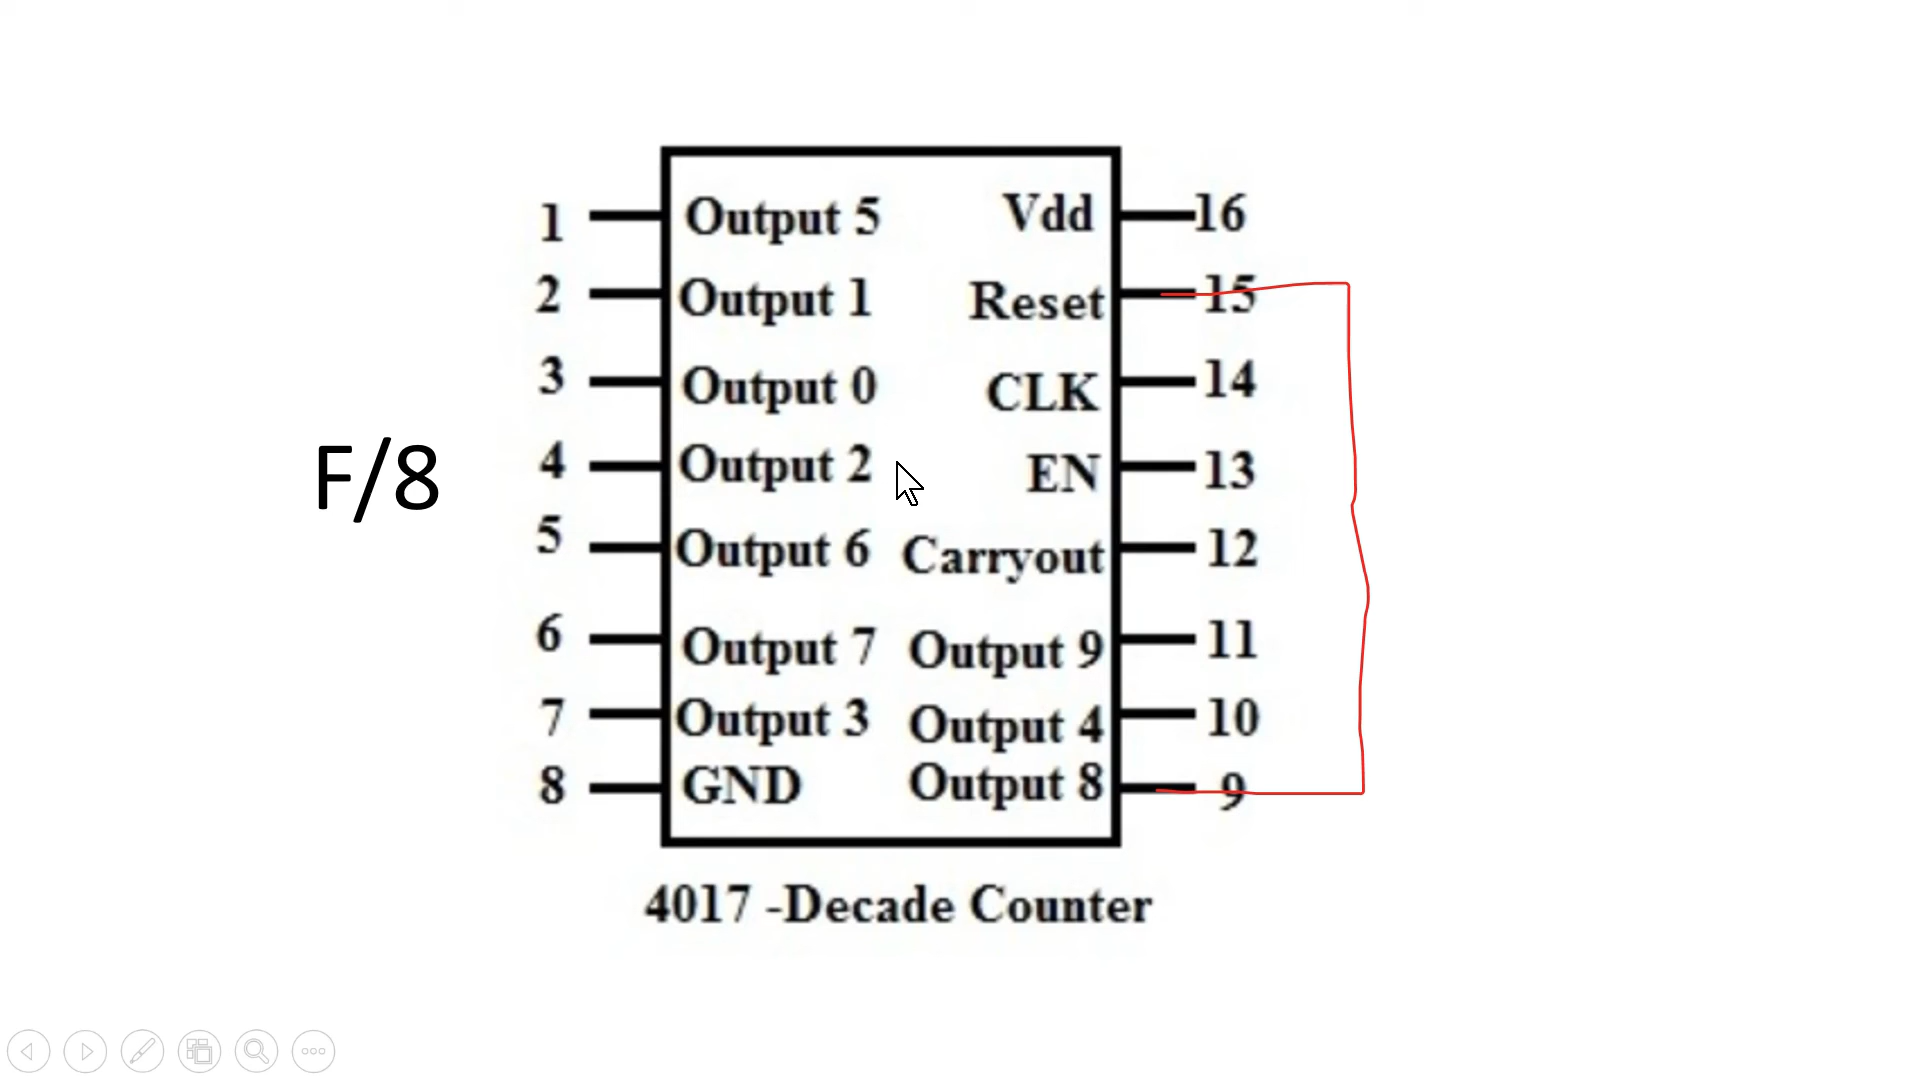 F/8
1 Output 5 Vdd 16
2 Output 1 Reset 15
3 Output 0 CLK 14
4 Output 2 EN 13
5 Output 6 Carryout 12
6 Output 7 Output 9 11
7 Output 3 Output 4 10
8 GND Output 8 9
4017 -Decade Counter